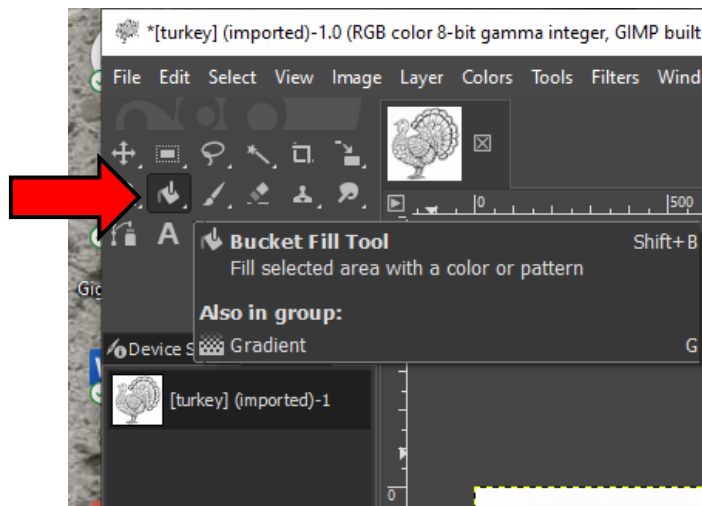 *[turkey] (imported)-1.0 (RGB color 8-bit gamma integer, GIMP built
File Edit Select View Image Layer Colors Tools Filters Wind
0 500
A
Bucket Fill Tool Shift+B
Fill selected area with a color or pattern
Gig
Also in group:
Device S
Gradient G
[turkey] (imported)-1
0